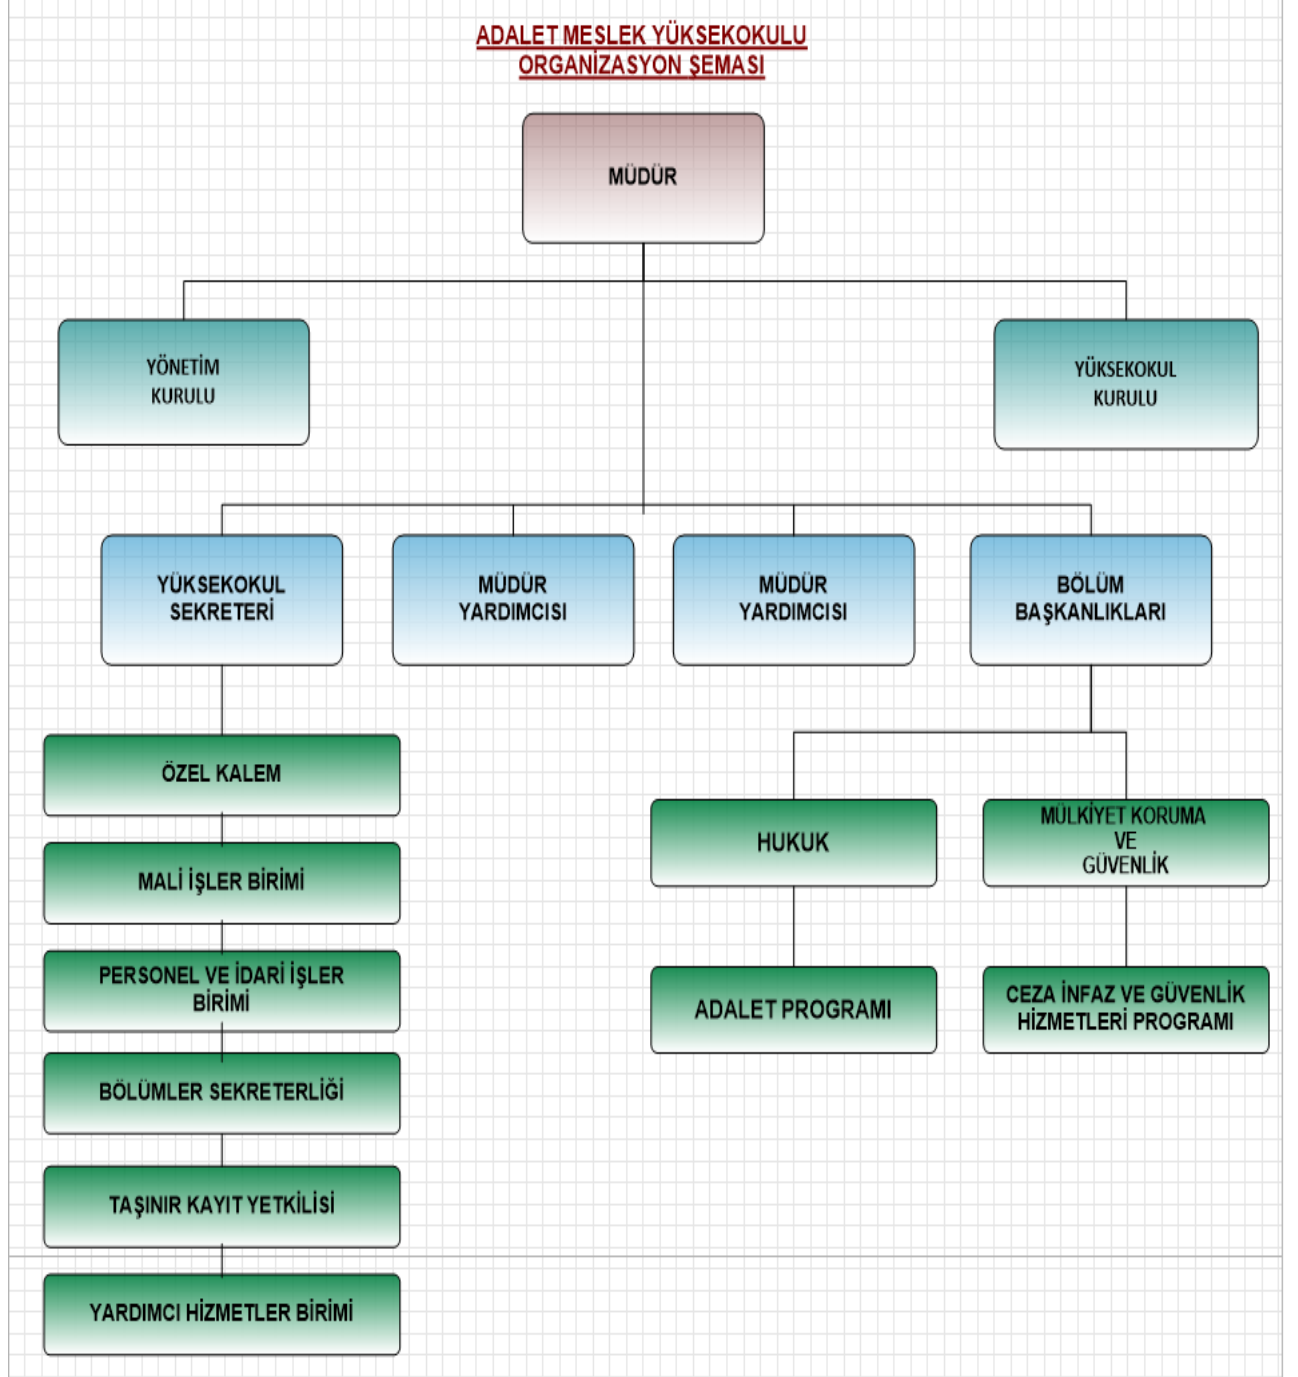 ADALET MESLEK YÜKSEKOKULU
ORGANİZASYON ŞEMASI
MÜDÜR
YÖNETİM
KURULU
YÜKSEKOKUL
KURULU
YÜKSEKOKUL
SEKRETERİ
MÜDÜR
YARDIMCISI
MÜDÜR
YARDIMCISI
BÖLÜM
BAŞKANLIKLARI
ÖZEL KALEM
MALİ İŞLER BİRİMİ
PERSONEL VE İDARİ İŞLER
BİRİMİ
BÖLÜMLER SEKRETERLİĞİ
TAŞINIR KAYIT YETKİLİSİ
YARDIMCI HİZMETLER BİRİMİ
HUKUK
ADALET PROGRAMI
MÜLKİYET KORUMA
VE
GÜVENLİK
CEZA İNFAZ VE GÜVENLİK
HİZMETLERİ PROGRAMI